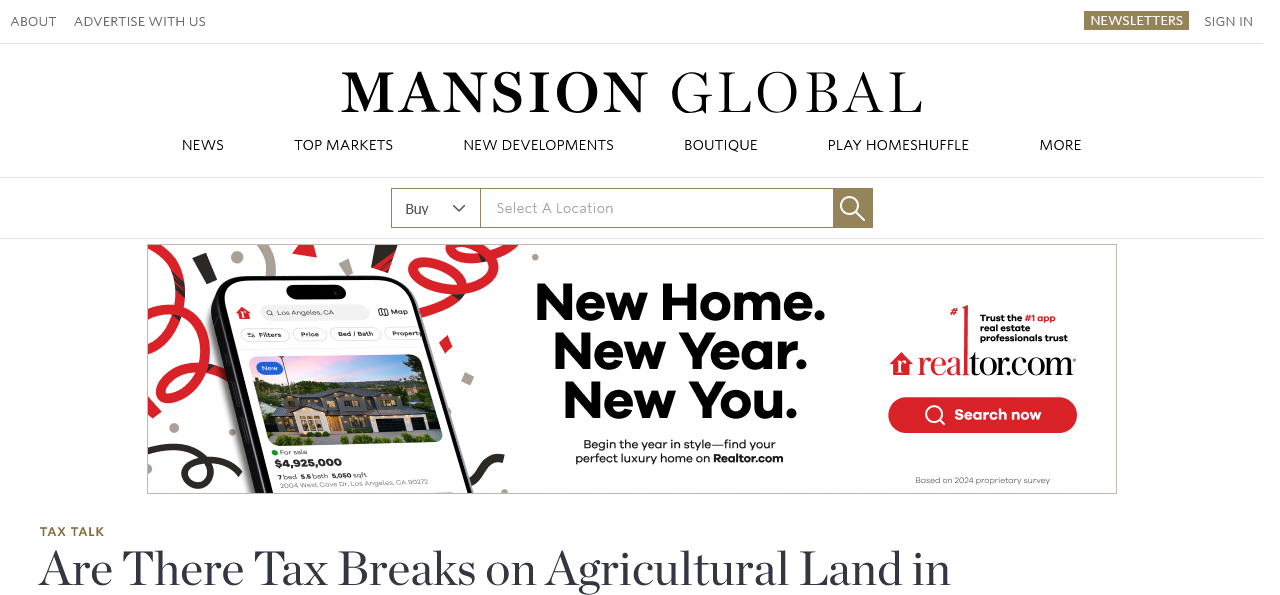 ABOUT ADVERTISE WITH US NEWSLETTERS SIGN IN
MANSION GLOBAL
NEWS TOP MARKETS NEW DEVELOPMENTS BOUTIQUE PLAY HOMESHUFFLE MORE
Buy Select A Location
Los Angeles, CA Map
Filters Price Bed / Bath Propert
New
For sale
$4,925,000
7 bed 5.5 bath 5,050 sqft
2004 West Cove Dr, Los Angeles, CA 90272
New Home.
New Year.
New You.
Begin the year in style—find your
perfect luxury home on Realtor.com
#1
Trust the #1 app
real estate
professionals trust
realtor.com®
Search now
Based on 2024 proprietary survey
TAX TALK
Are There Tax Breaks on Agricultural Land in